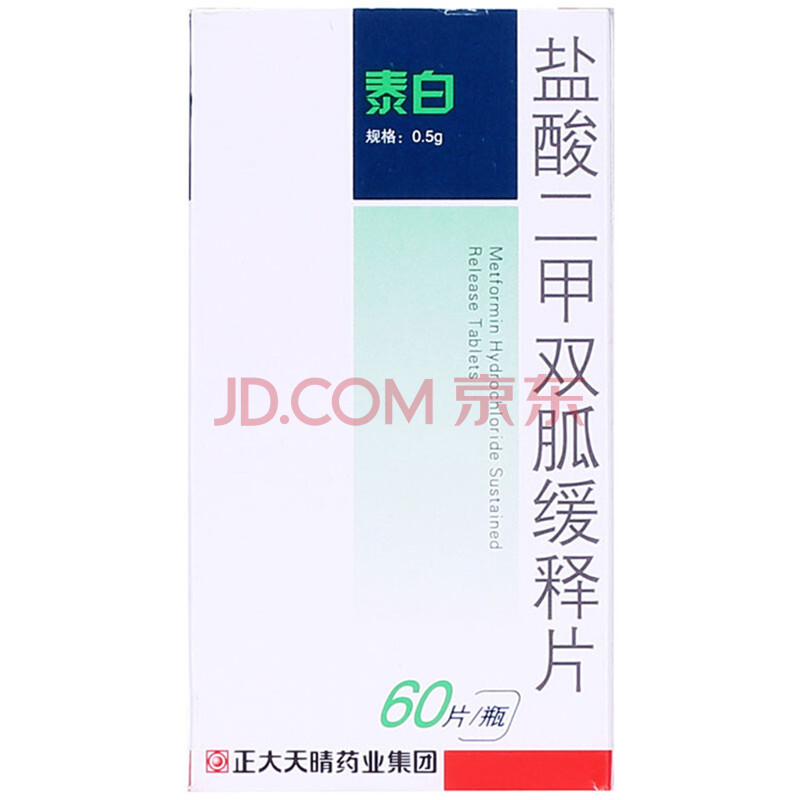 泰白
规格：0.5g
盐酸二甲双胍缓释片
Metformin Hydrochloride Sustained
Release Tablets
JD.COM 京东
60片/瓶
正大天晴药业集团